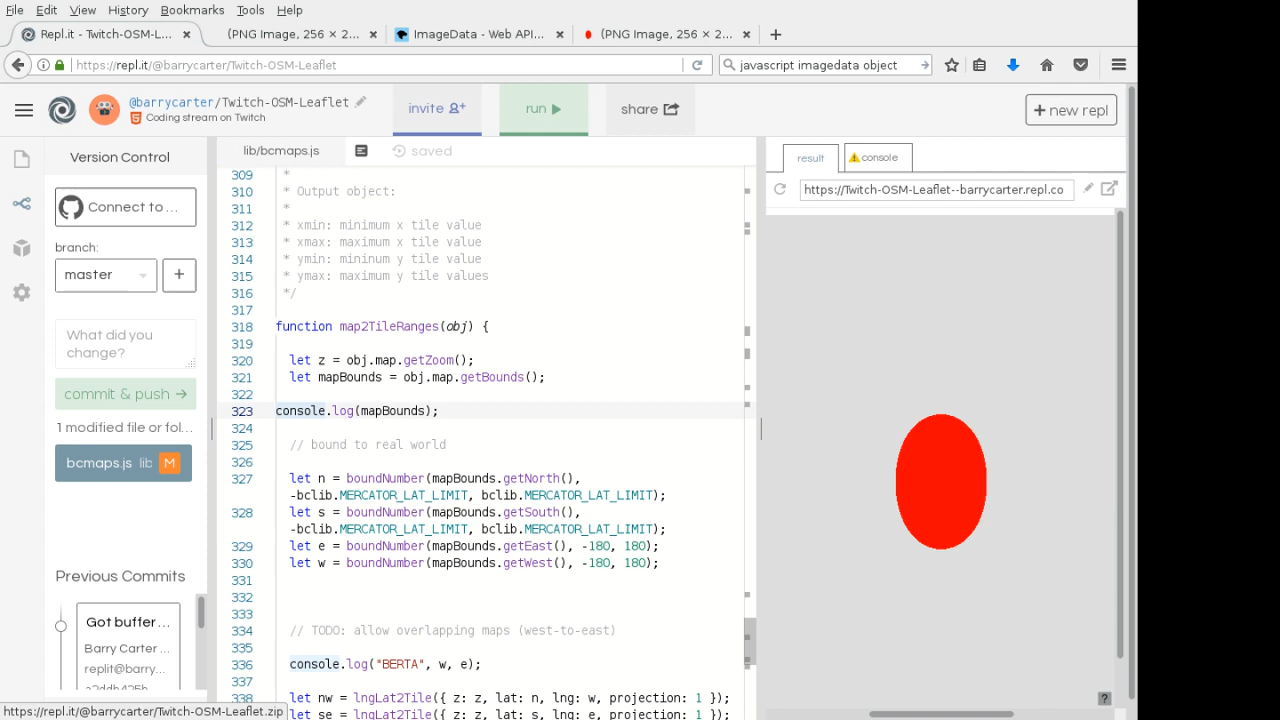 File Edit View History Bookmarks Tools Help
Repl.it - Twitch-OSM-L... × (PNG Image, 256 × 2... × ImageData - Web API... × (PNG Image, 256 × 2... × +
https://repl.it/@barrycarter/Twitch-OSM-Leaflet javascript imagedata object
@barrycarter/Twitch-OSM-Leaflet
Coding stream on Twitch
invite run share + new repl
Version Control
Connect to ...
branch:
master +
What did you change?
commit & push →
1 modified file or fol...
bcmaps.js lib M
Previous Commits
Got buffer...
Barry Carter ...
replit@barry...
lib/bcmaps.js saved
309 *
310 * Output object:
311 *
312 * xmin: minimum x tile value
313 * xmax: maximum x tile value
314 * ymin: mininum y tile value
315 * ymax: maximum y tile values
316 */
317
318 function map2TileRanges(obj) {
319
320 let z = obj.map.getZoom();
321 let mapBounds = obj.map.getBounds();
322
323 console.log(mapBounds);
324
325 // bound to real world
326
327 let n = boundNumber(mapBounds.getNorth(),
-bclib.MERCATOR_LAT_LIMIT, bclib.MERCATOR_LAT_LIMIT);
328 let s = boundNumber(mapBounds.getSouth(),
-bclib.MERCATOR_LAT_LIMIT, bclib.MERCATOR_LAT_LIMIT);
329 let e = boundNumber(mapBounds.getEast(), -180, 180);
330 let w = boundNumber(mapBounds.getWest(), -180, 180);
331
332
333
334 // TODO: allow overlapping maps (west-to-east)
335
336 console.log("BERTA", w, e);
337
338 let nw = lngLat2Tile({ z: z, lat: n, lng: w, projection: 1 });
let se = lngLat2Tile({ z: z, lat: s, lng: e, projection: 1 });
result console
https://Twitch-OSM-Leaflet--barrycarter.repl.co
?
https://repl.it/@barrycarter/Twitch-OSM-Leaflet.zip